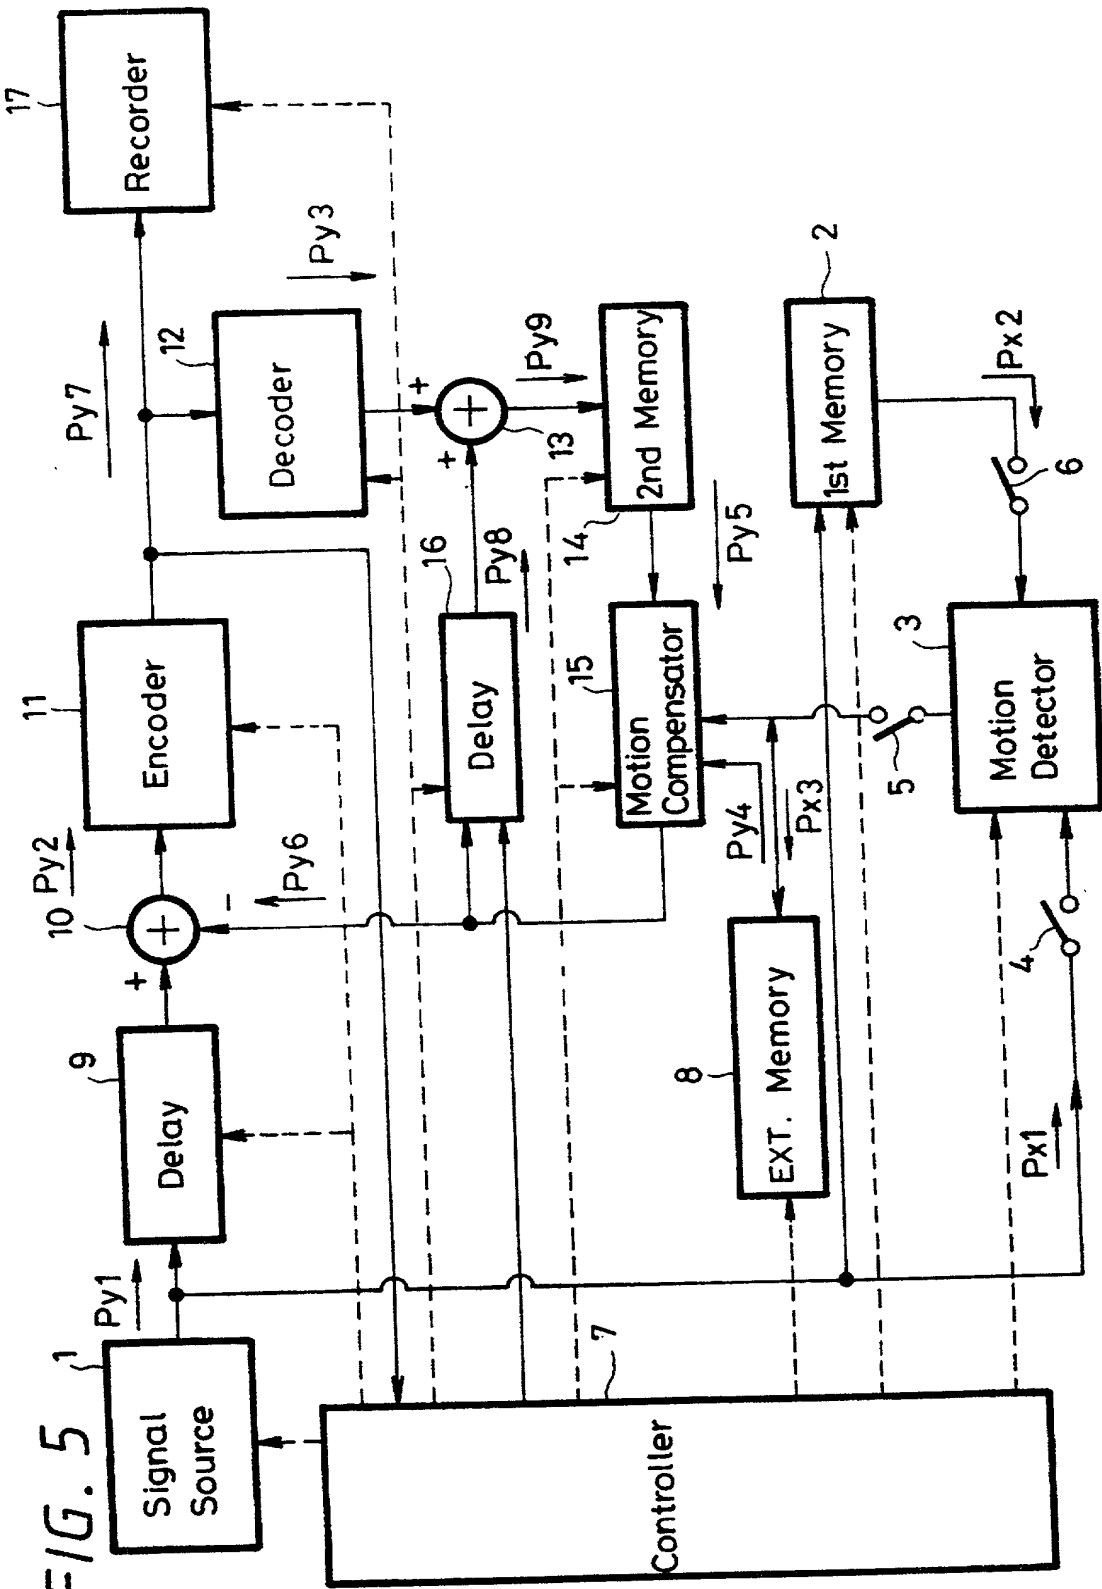 FIG. 5
1
Signal
Source
Py1
9
Delay
10
Py2
+
+
-
Py6
11
Encoder
Py7
12
Decoder
17
Recorder
Py3
16
Delay
Py8
+
+
+
13
Py9
14
2nd Memory
Py5
15
Motion
Compensator
Py4
Px3
8
EXT. Memory
2
1st Memory
Px2
6
3
Motion
Detector
5
4
Px1
7
Controller